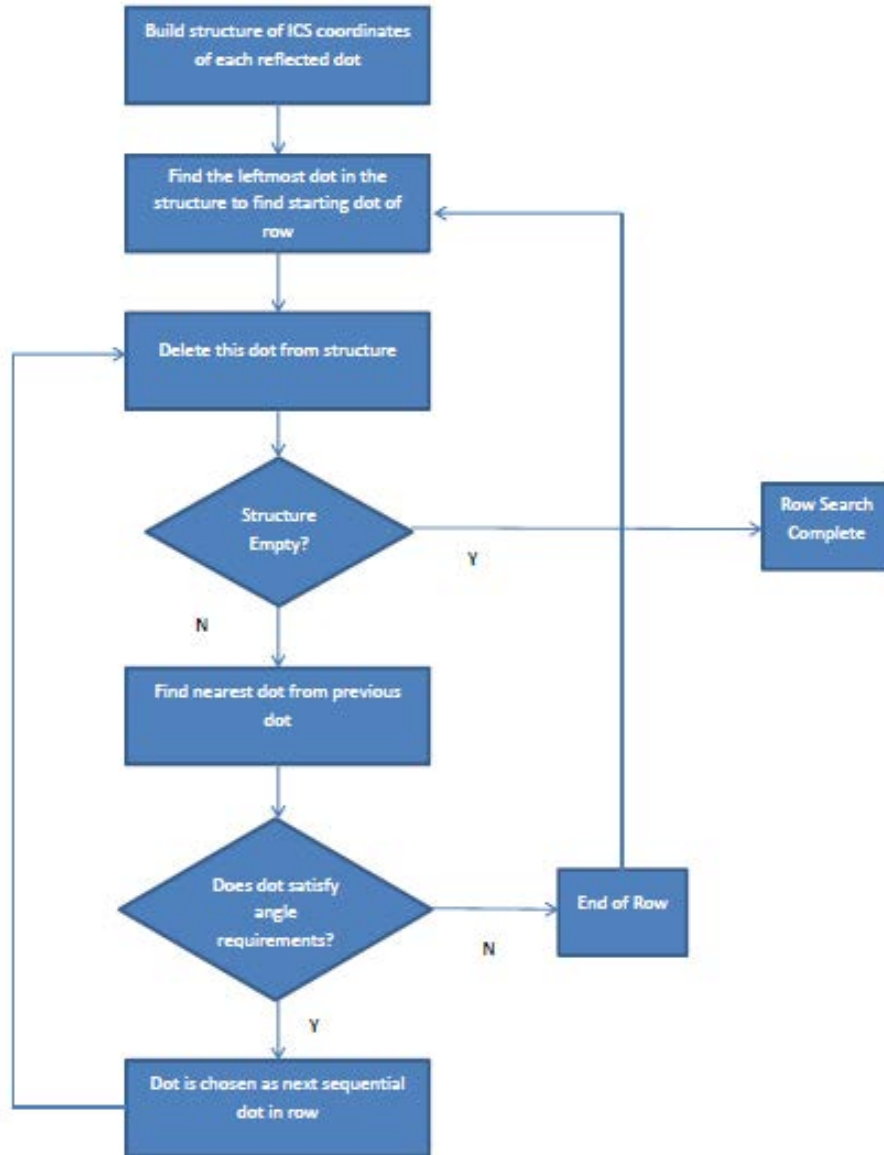 Build structure of ICS coordinates
of each reflected dot
Find the leftmost dot in the
structure to find starting dot of
row
Delete this dot from structure
Structure
Empty?
Y
Row Search
Complete
N
Find nearest dot from previous
dot
Does dot satisfy
angle
requirements?
N
End of Row
Y
Dot is chosen as next sequential
dot in row